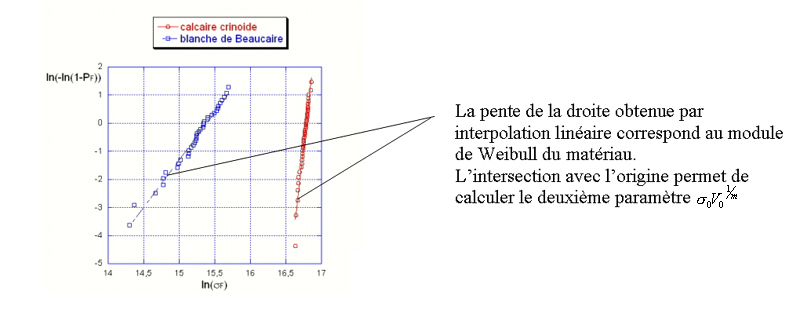 calcaire crinoide
blanche de Beaucaire
ln(-ln(1-PF))
2
1
0
-1
-2
-3
-4
-5
14
14,5
15
15,5
16
16,5
17
ln(σF)
La pente de la droite obtenue par
interpolation linéaire correspond au module
de Weibull du matériau.
L'intersection avec l'origine permet de
calculer le deuxième paramètre σ₀V₀^1/m